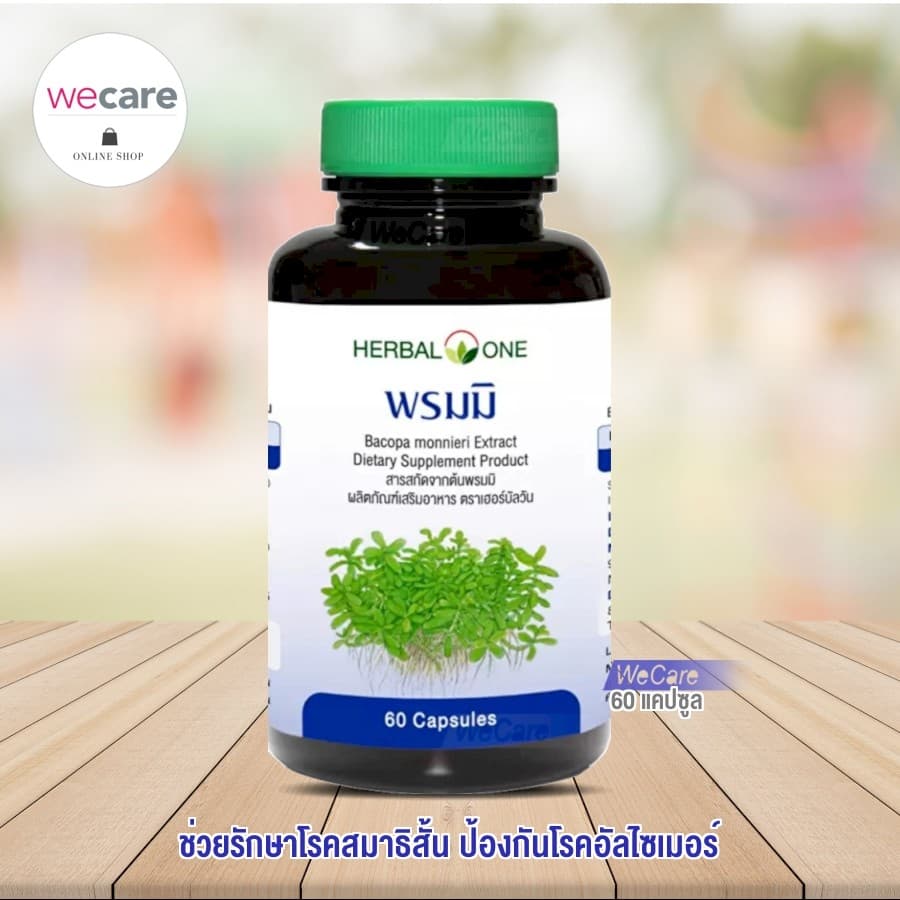 wecare
ONLINE SHOP
WeCare
WeCare
HERBAL ONE
พรมมิ
Bacopa monnieri Extract
Dietary Supplement Product
สารสกัดจากต้นพรมมิ
ผลิตภัณฑ์เสริมอาหาร ตราเฮอร์บัลวัน
60 Capsules
WeCare
WeCare
60 แคปซูล
ช่วยรักษาโรคสมาธิสั้น ป้องกันโรคอัลไซเมอร์